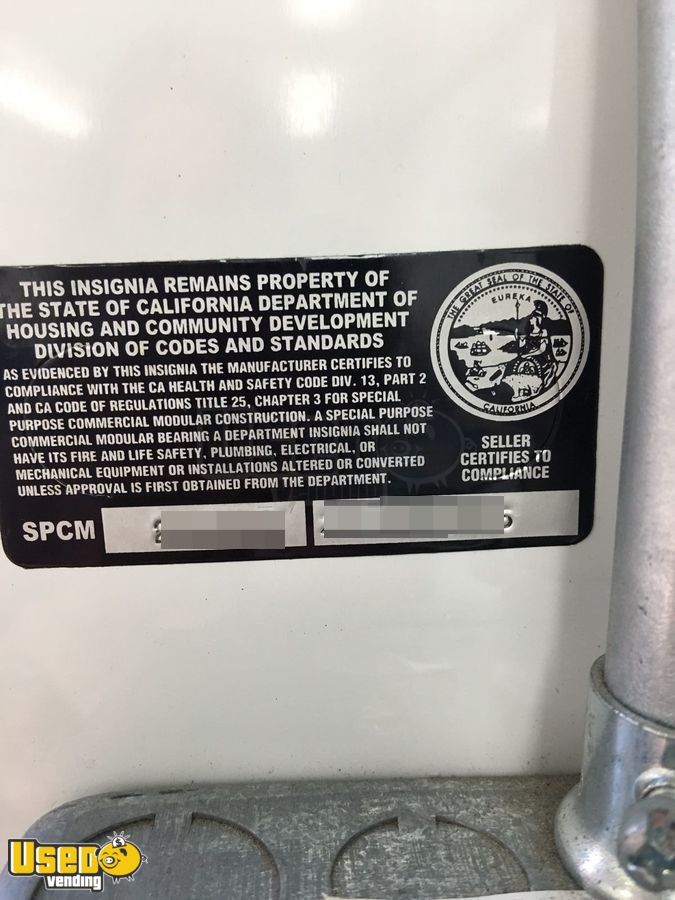 THIS INSIGNIA REMAINS PROPERTY OF
THE STATE OF CALIFORNIA DEPARTMENT OF
HOUSING AND COMMUNITY DEVELOPMENT
DIVISION OF CODES AND STANDARDS
AS EVIDENCED BY THIS INSIGNIA THE MANUFACTURER CERTIFIES TO
COMPLIANCE WITH THE CA HEALTH AND SAFETY CODE DIV. 13, PART 2
AND CA CODE OF REGULATIONS TITLE 25, CHAPTER 3 FOR SPECIAL
PURPOSE COMMERCIAL MODULAR CONSTRUCTION. A SPECIAL PURPOSE
COMMERCIAL MODULAR BEARING A DEPARTMENT INSIGNIA SHALL NOT
HAVE ITS FIRE AND LIFE SAFETY, PLUMBING, ELECTRICAL, OR
MECHANICAL EQUIPMENT OR INSTALLATIONS ALTERED OR CONVERTED
UNLESS APPROVAL IS FIRST OBTAINED FROM THE DEPARTMENT.
THE GREAT SEAL OF THE STATE OF
EUREKA
CALIFORNIA
SELLER
CERTIFIES TO
COMPLIANCE
SPCM
Used
vending